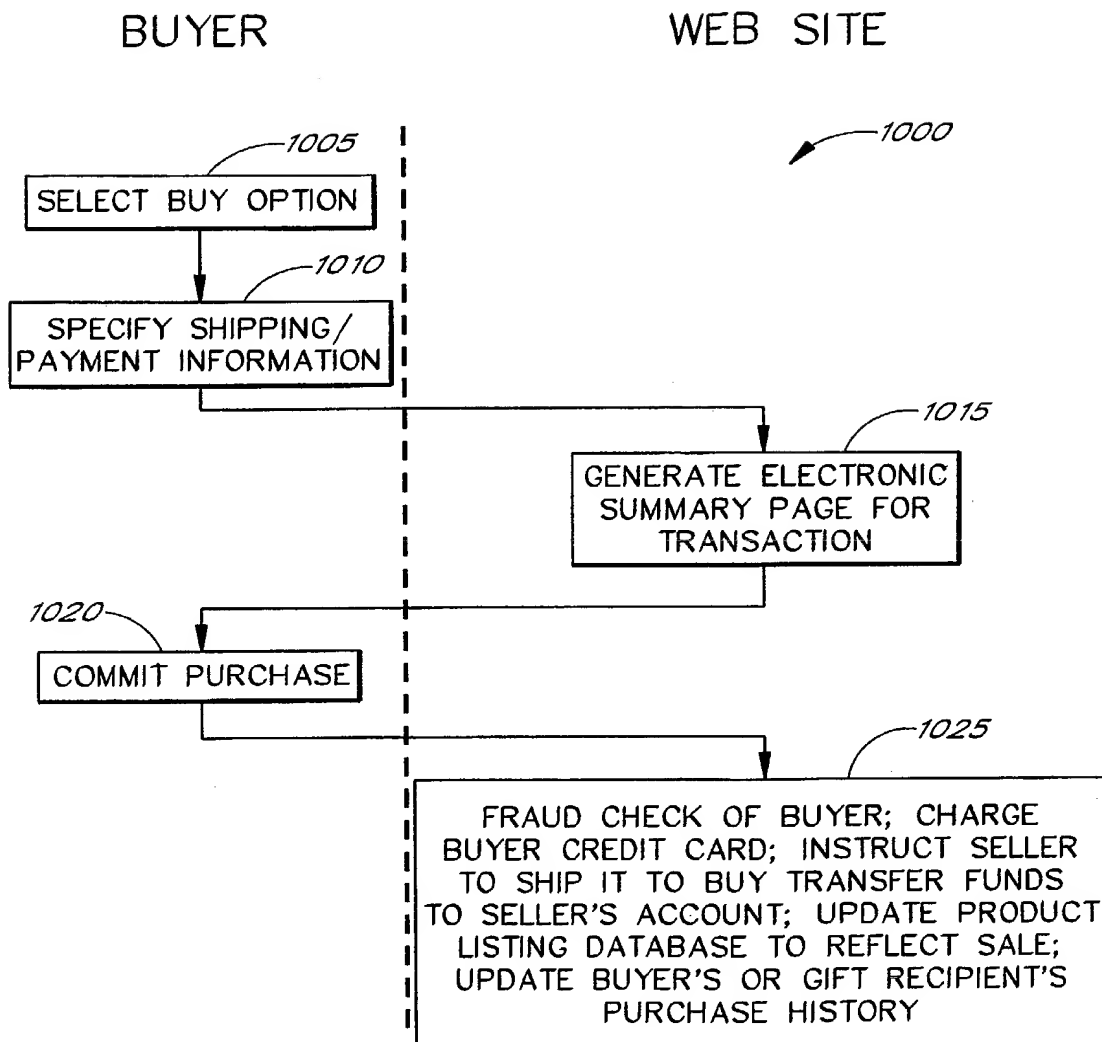 BUYER
WEB SITE
1000
1005
SELECT BUY OPTION
1010
SPECIFY SHIPPING/
PAYMENT INFORMATION
1015
GENERATE ELECTRONIC
SUMMARY PAGE FOR
TRANSACTION
1020
COMMIT PURCHASE
1025
FRAUD CHECK OF BUYER; CHARGE
BUYER CREDIT CARD; INSTRUCT SELLER
TO SHIP IT TO BUY TRANSFER FUNDS
TO SELLER'S ACCOUNT; UPDATE PRODUCT
LISTING DATABASE TO REFLECT SALE;
UPDATE BUYER'S OR GIFT RECIPIENT'S
PURCHASE HISTORY